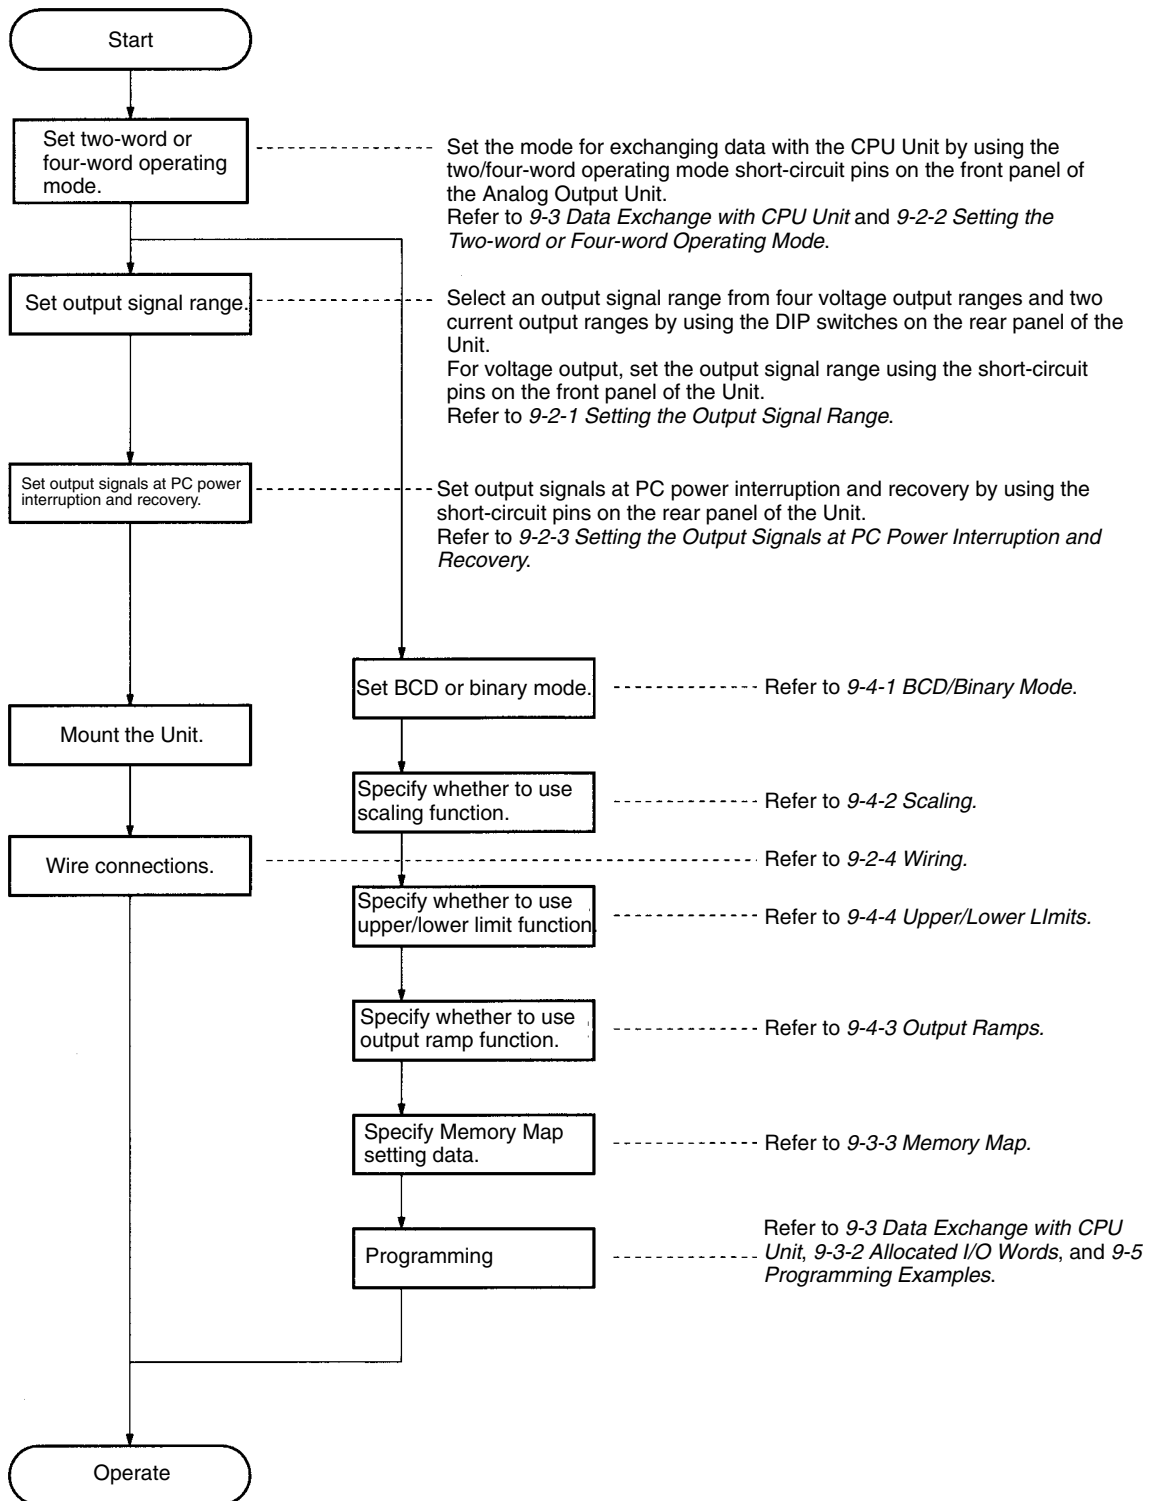 Start
Set two-word or
four-word operating
mode.
Set the mode for exchanging data with the CPU Unit by using the
two/four-word operating mode short-circuit pins on the front panel of
the Analog Output Unit.
Refer to 9-3 Data Exchange with CPU Unit and 9-2-2 Setting the
Two-word or Four-word Operating Mode.
Set output signal range.
Select an output signal range from four voltage output ranges and two
current output ranges by using the DIP switches on the rear panel of the
Unit.
For voltage output, set the output signal range using the short-circuit
pins on the front panel of the Unit.
Refer to 9-2-1 Setting the Output Signal Range.
Set output signals at PC power
interruption and recovery.
Set output signals at PC power interruption and recovery by using the
short-circuit pins on the rear panel of the Unit.
Refer to 9-2-3 Setting the Output Signals at PC Power Interruption and
Recovery.
Set BCD or binary mode.
Refer to 9-4-1 BCD/Binary Mode.
Mount the Unit.
Specify whether to use
scaling function.
Refer to 9-4-2 Scaling.
Wire connections.
Refer to 9-2-4 Wiring.
Specify whether to use
upper/lower limit function.
Refer to 9-4-4 Upper/Lower LImits.
Specify whether to use
output ramp function.
Refer to 9-4-3 Output Ramps.
Specify Memory Map
setting data.
Refer to 9-3-3 Memory Map.
Programming
Refer to 9-3 Data Exchange with CPU
Unit, 9-3-2 Allocated I/O Words, and 9-5
Programming Examples.
Operate